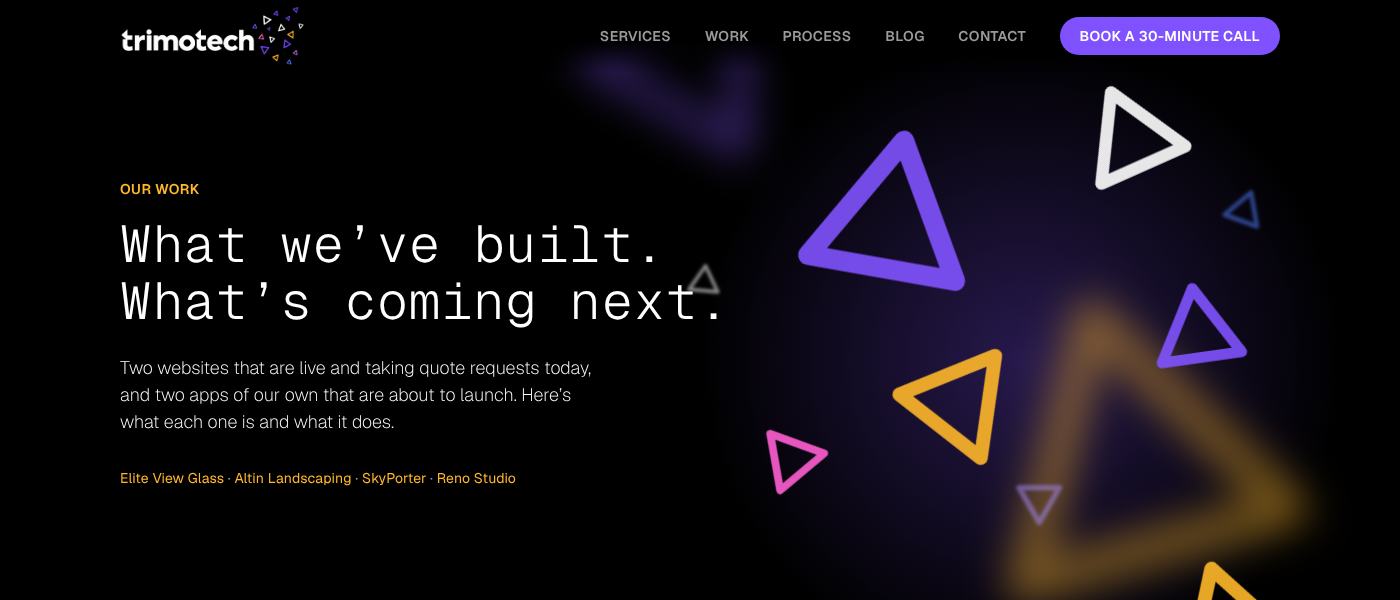 trimotech
SERVICES
WORK
PROCESS
BLOG
CONTACT
BOOK A 30-MINUTE CALL
OUR WORK
What we’ve built.
What’s coming next.
Two websites that are live and taking quote requests today,
and two apps of our own that are about to launch. Here’s
what each one is and what it does.
Elite View Glass · Altin Landscaping · SkyPorter · Reno Studio